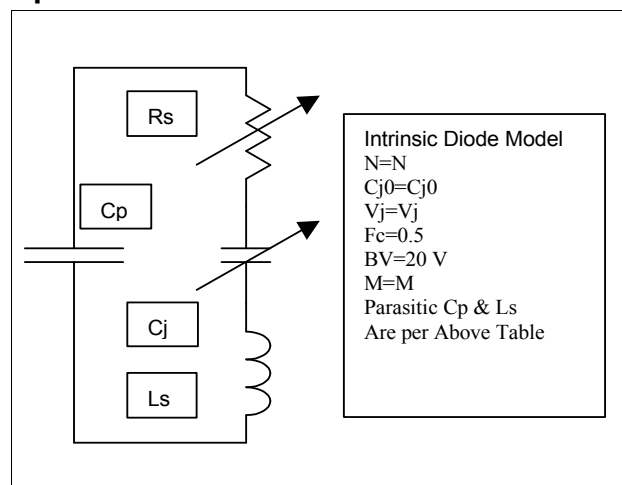 Rs
Cp
Cj
Ls
Intrinsic Diode Model
N=N
Cj0=Cj0
Vj=Vj
Fc=0.5
BV=20 V
M=M
Parasitic Cp & Ls
Are per Above Table